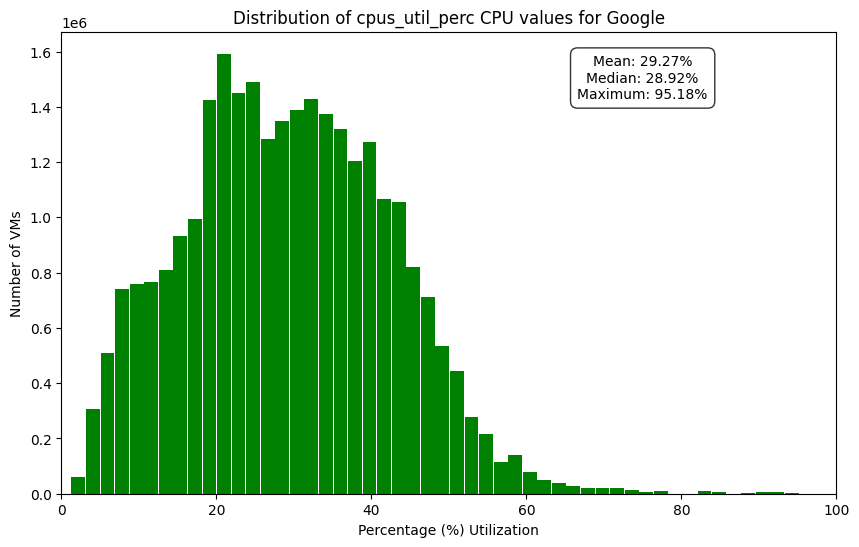 Distribution of cpus_util_perc CPU values for Google
1e6
Mean: 29.27%
Median: 28.92%
Maximum: 95.18%
1.6
1.4
1.2
1.0
0.8
0.6
0.4
0.2
0.0
Number of VMs
0 20 40 60 80 100
Percentage (%) Utilization